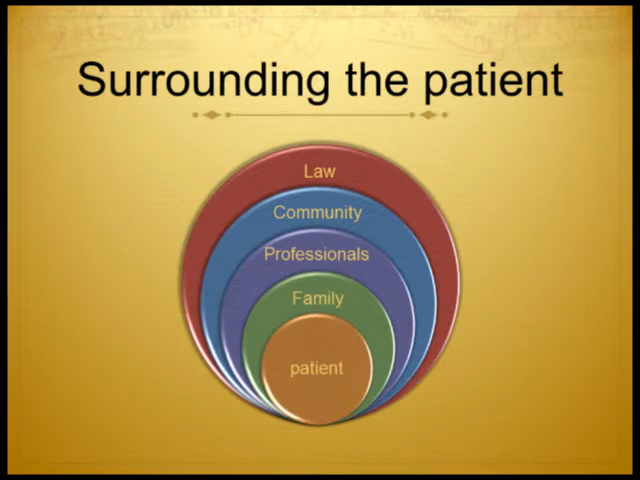 Surrounding the patient
Law
Community
Professionals
Family
patient